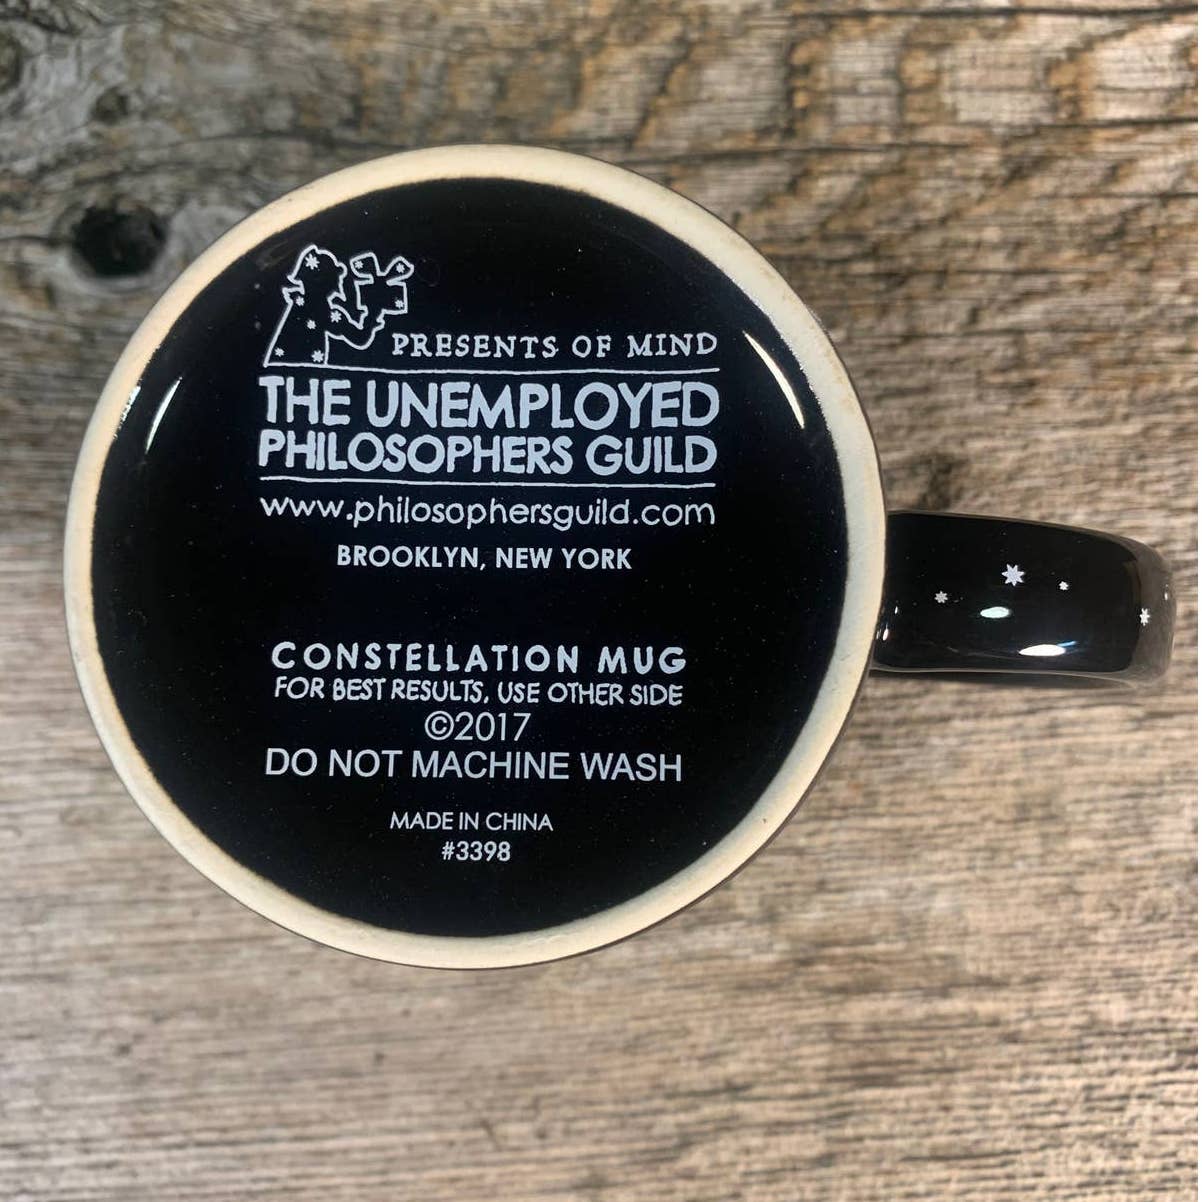 PRESENTS OF MIND
THE UNEMPLOYED
PHILOSOPHERS GUILD
www.philosophersguild.com
BROOKLYN, NEW YORK
CONSTELLATION MUG
FOR BEST RESULTS, USE OTHER SIDE
©2017
DO NOT MACHINE WASH
MADE IN CHINA
#3398